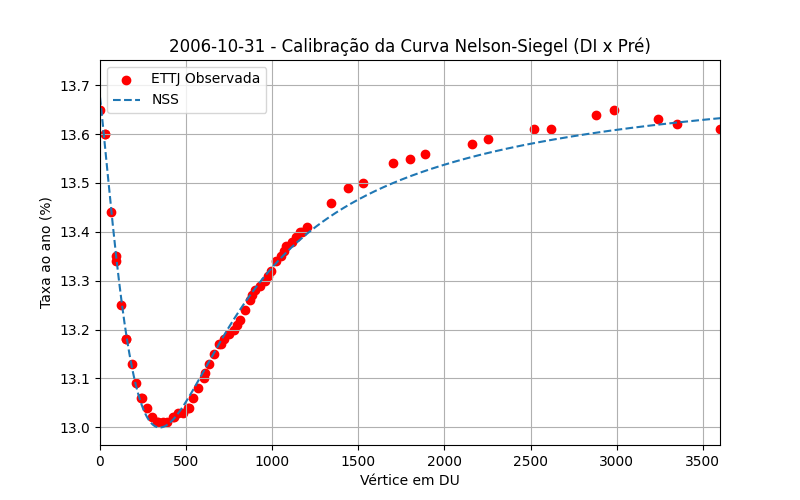 2006-10-31 - Calibração da Curva Nelson-Siegel (DI x Pré)
ETTJ Observada
NSS
Taxa ao ano (%)
13.7
13.6
13.5
13.4
13.3
13.2
13.1
13.0
0 500 1000 1500 2000 2500 3000 3500
Vértice em DU